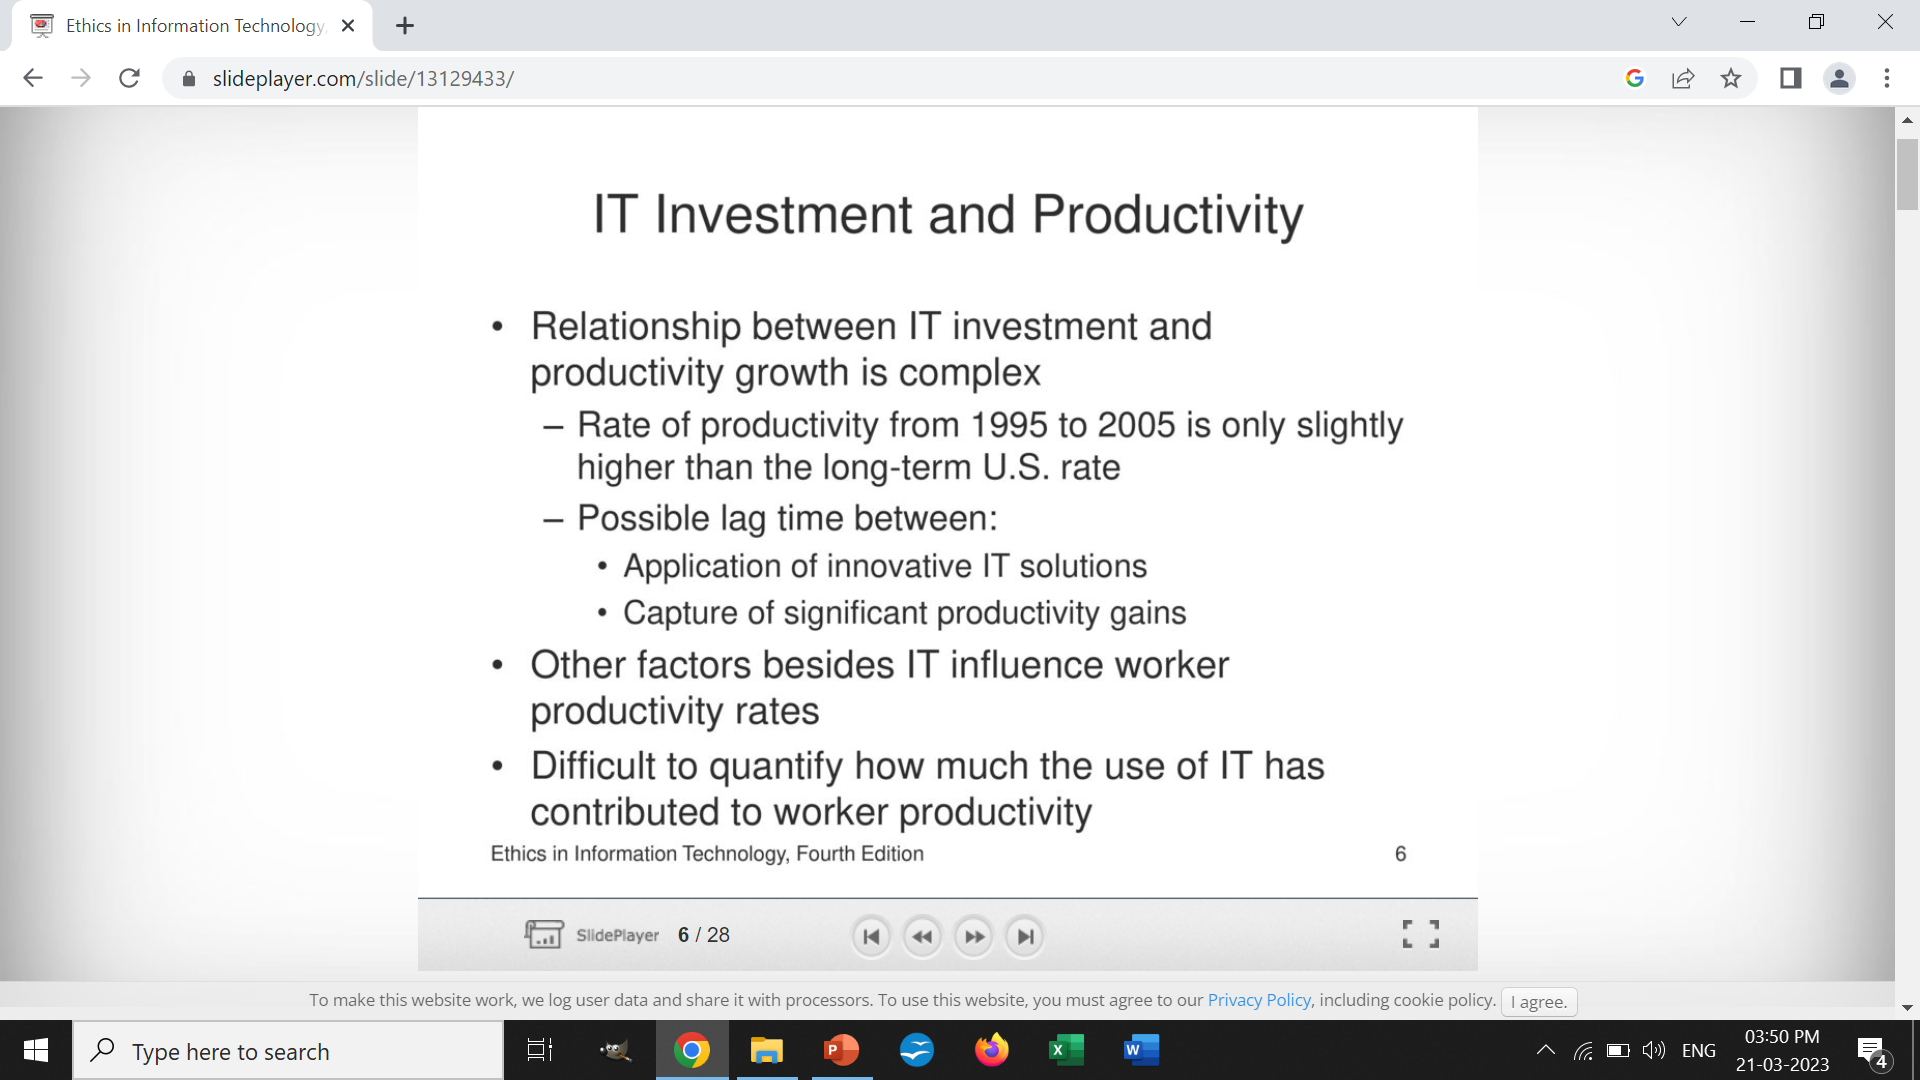 Ethics in Information Technology,
slideplayer.com/slide/13129433/
IT Investment and Productivity
• Relationship between IT investment and
productivity growth is complex
– Rate of productivity from 1995 to 2005 is only slightly
higher than the long-term U.S. rate
– Possible lag time between:
• Application of innovative IT solutions
• Capture of significant productivity gains
• Other factors besides IT influence worker
productivity rates
• Difficult to quantify how much the use of IT has
contributed to worker productivity
Ethics in Information Technology, Fourth Edition 6
SlidePlayer 6 / 28
To make this website work, we log user data and share it with processors. To use this website, you must agree to our Privacy Policy, including cookie policy. I agree.
Type here to search
P
X
W
ENG
03:50 PM
21-03-2023
4